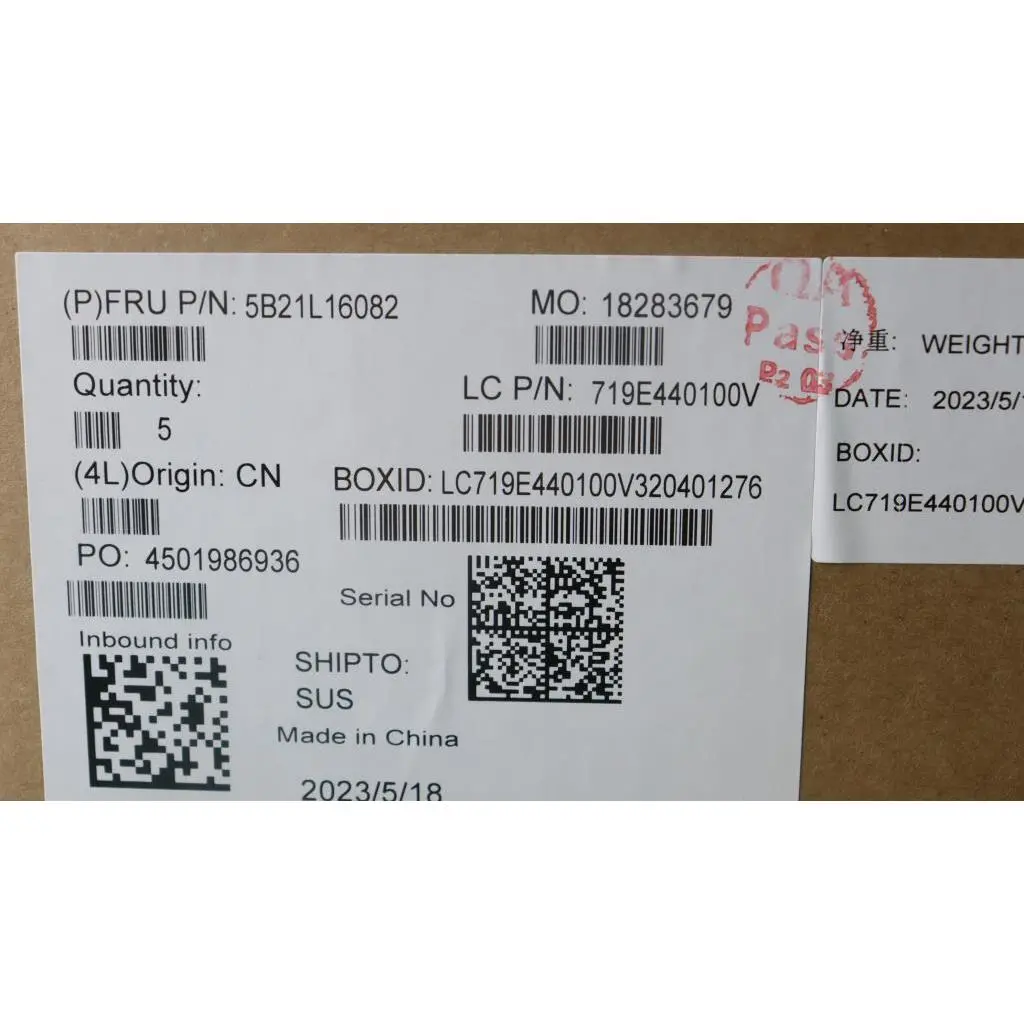 (P)FRU P/N: 5B21L16082
MO: 18283679
Quantity:
5
LC P/N: 719E440100V
(4L)Origin: CN
BOXID: LC719E440100V320401276
PO: 4501986936
Serial No
Inbound info
SHIPTO:
SUS
Made in China
2023/5/18
Pass
净重: WEIGHT
DATE: 2023/5/
BOXID:
LC719E440100V